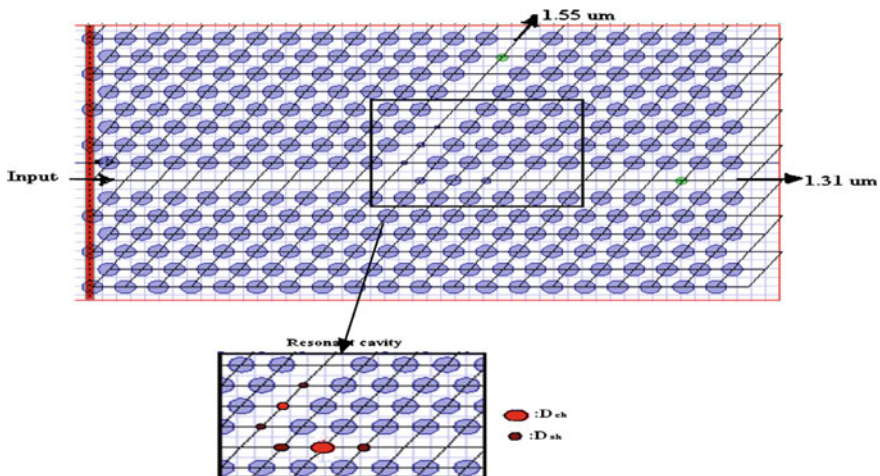 1.55 um
Input
1.31 um
Resonant cavity
:D ch
:D sh